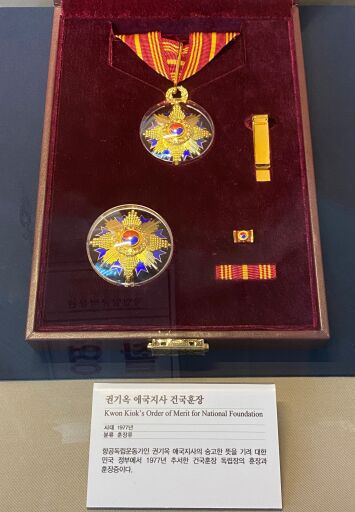 권기옥 애국지사 건국훈장
Kwon Kiok's Order of Merit for National Foundation
시대 1977년
분류 훈장류
항공독립운동가인 권기옥 애국지사의 숭고한 뜻을 기려 대한
민국 정부에서 1977년 추서한 건국훈장 독립장의 훈장과
훈장증이다.